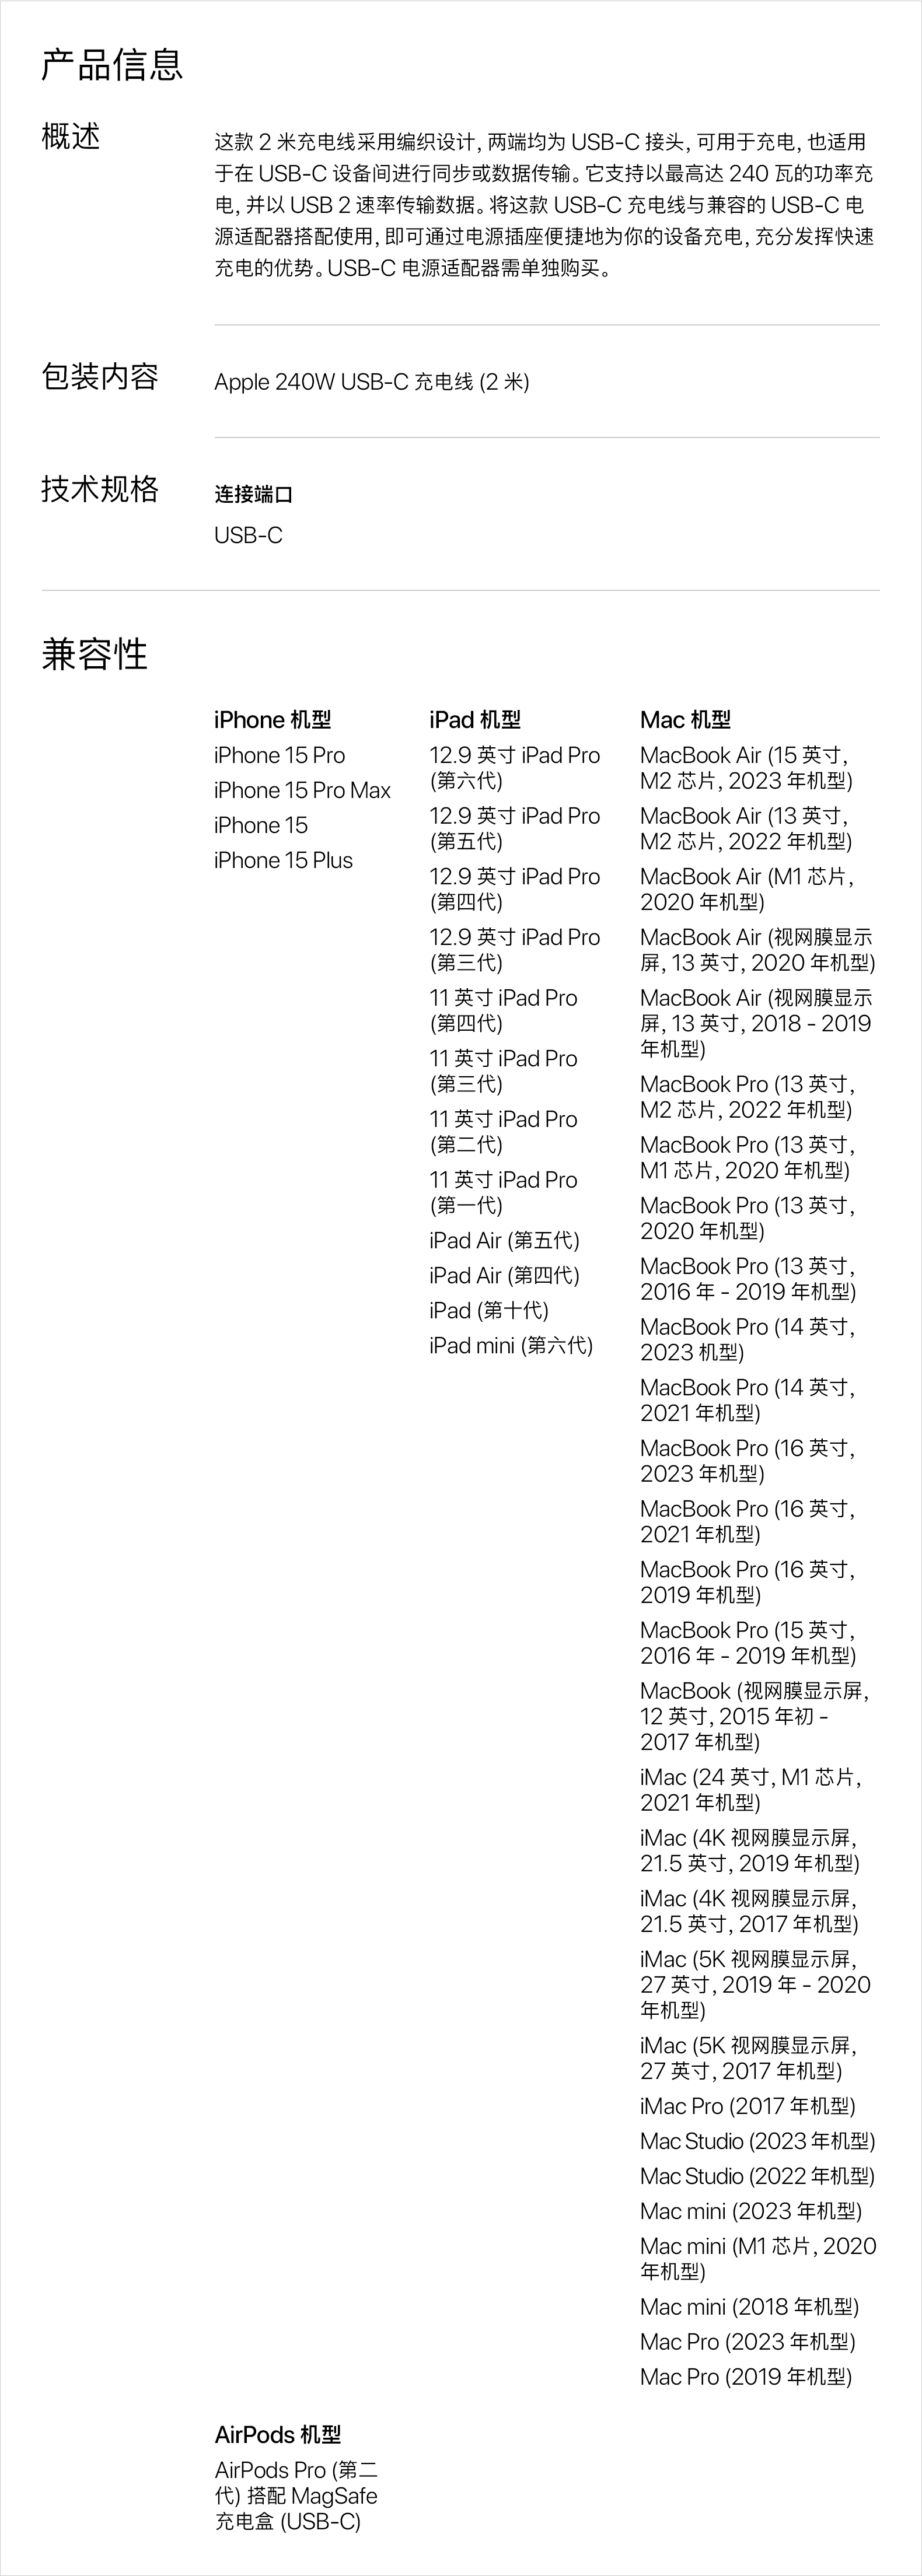 产品信息
概述
这款 2 米充电线采用编织设计, 两端均为 USB-C 接头, 可用于充电, 也适用
于在 USB-C 设备间进行同步或数据传输。它支持以最高达 240 瓦的功率充
电, 并以 USB 2 速率传输数据。将这款 USB-C 充电线与兼容的 USB-C 电
源适配器搭配使用, 即可通过电源插座便捷地为你的设备充电, 充分发挥快速
充电的优势。USB-C 电源适配器需单独购买。
包装内容
Apple 240W USB-C 充电线 (2 米)
技术规格
连接端口
USB-C
兼容性
iPhone 机型
iPhone 15 Pro
iPhone 15 Pro Max
iPhone 15
iPhone 15 Plus
iPad 机型
12.9 英寸 iPad Pro
(第六代)
12.9 英寸 iPad Pro
(第五代)
12.9 英寸 iPad Pro
(第四代)
12.9 英寸 iPad Pro
(第三代)
11 英寸 iPad Pro
(第四代)
11 英寸 iPad Pro
(第三代)
11 英寸 iPad Pro
(第二代)
11 英寸 iPad Pro
(第一代)
iPad Air (第五代)
iPad Air (第四代)
iPad (第十代)
iPad mini (第六代)
Mac 机型
MacBook Air (15 英寸,
M2 芯片, 2023 年机型)
MacBook Air (13 英寸,
M2 芯片, 2022 年机型)
MacBook Air (M1 芯片,
2020 年机型)
MacBook Air (视网膜显示
屏, 13 英寸, 2020 年机型)
MacBook Air (视网膜显示
屏, 13 英寸, 2018 - 2019
年机型)
MacBook Pro (13 英寸,
M2 芯片, 2022 年机型)
MacBook Pro (13 英寸,
M1 芯片, 2020 年机型)
MacBook Pro (13 英寸,
2020 年机型)
MacBook Pro (13 英寸,
2016 年 - 2019 年机型)
MacBook Pro (14 英寸,
2023 机型)
MacBook Pro (14 英寸,
2021 年机型)
MacBook Pro (16 英寸,
2023 年机型)
MacBook Pro (16 英寸,
2021 年机型)
MacBook Pro (16 英寸,
2019 年机型)
MacBook Pro (15 英寸,
2016 年 - 2019 年机型)
MacBook (视网膜显示屏,
12 英寸, 2015 年初 -
2017 年机型)
iMac (24 英寸, M1 芯片,
2021 年机型)
iMac (4K 视网膜显示屏,
21.5 英寸, 2019 年机型)
iMac (4K 视网膜显示屏,
21.5 英寸, 2017 年机型)
iMac (5K 视网膜显示屏,
27 英寸, 2019 年 - 2020
年机型)
iMac (5K 视网膜显示屏,
27 英寸, 2017 年机型)
iMac Pro (2017 年机型)
Mac Studio (2023 年机型)
Mac Studio (2022 年机型)
Mac mini (2023 年机型)
Mac mini (M1 芯片, 2020
年机型)
Mac mini (2018 年机型)
Mac Pro (2023 年机型)
Mac Pro (2019 年机型)
AirPods 机型
AirPods Pro (第二
代) 搭配 MagSafe
充电盒 (USB-C)